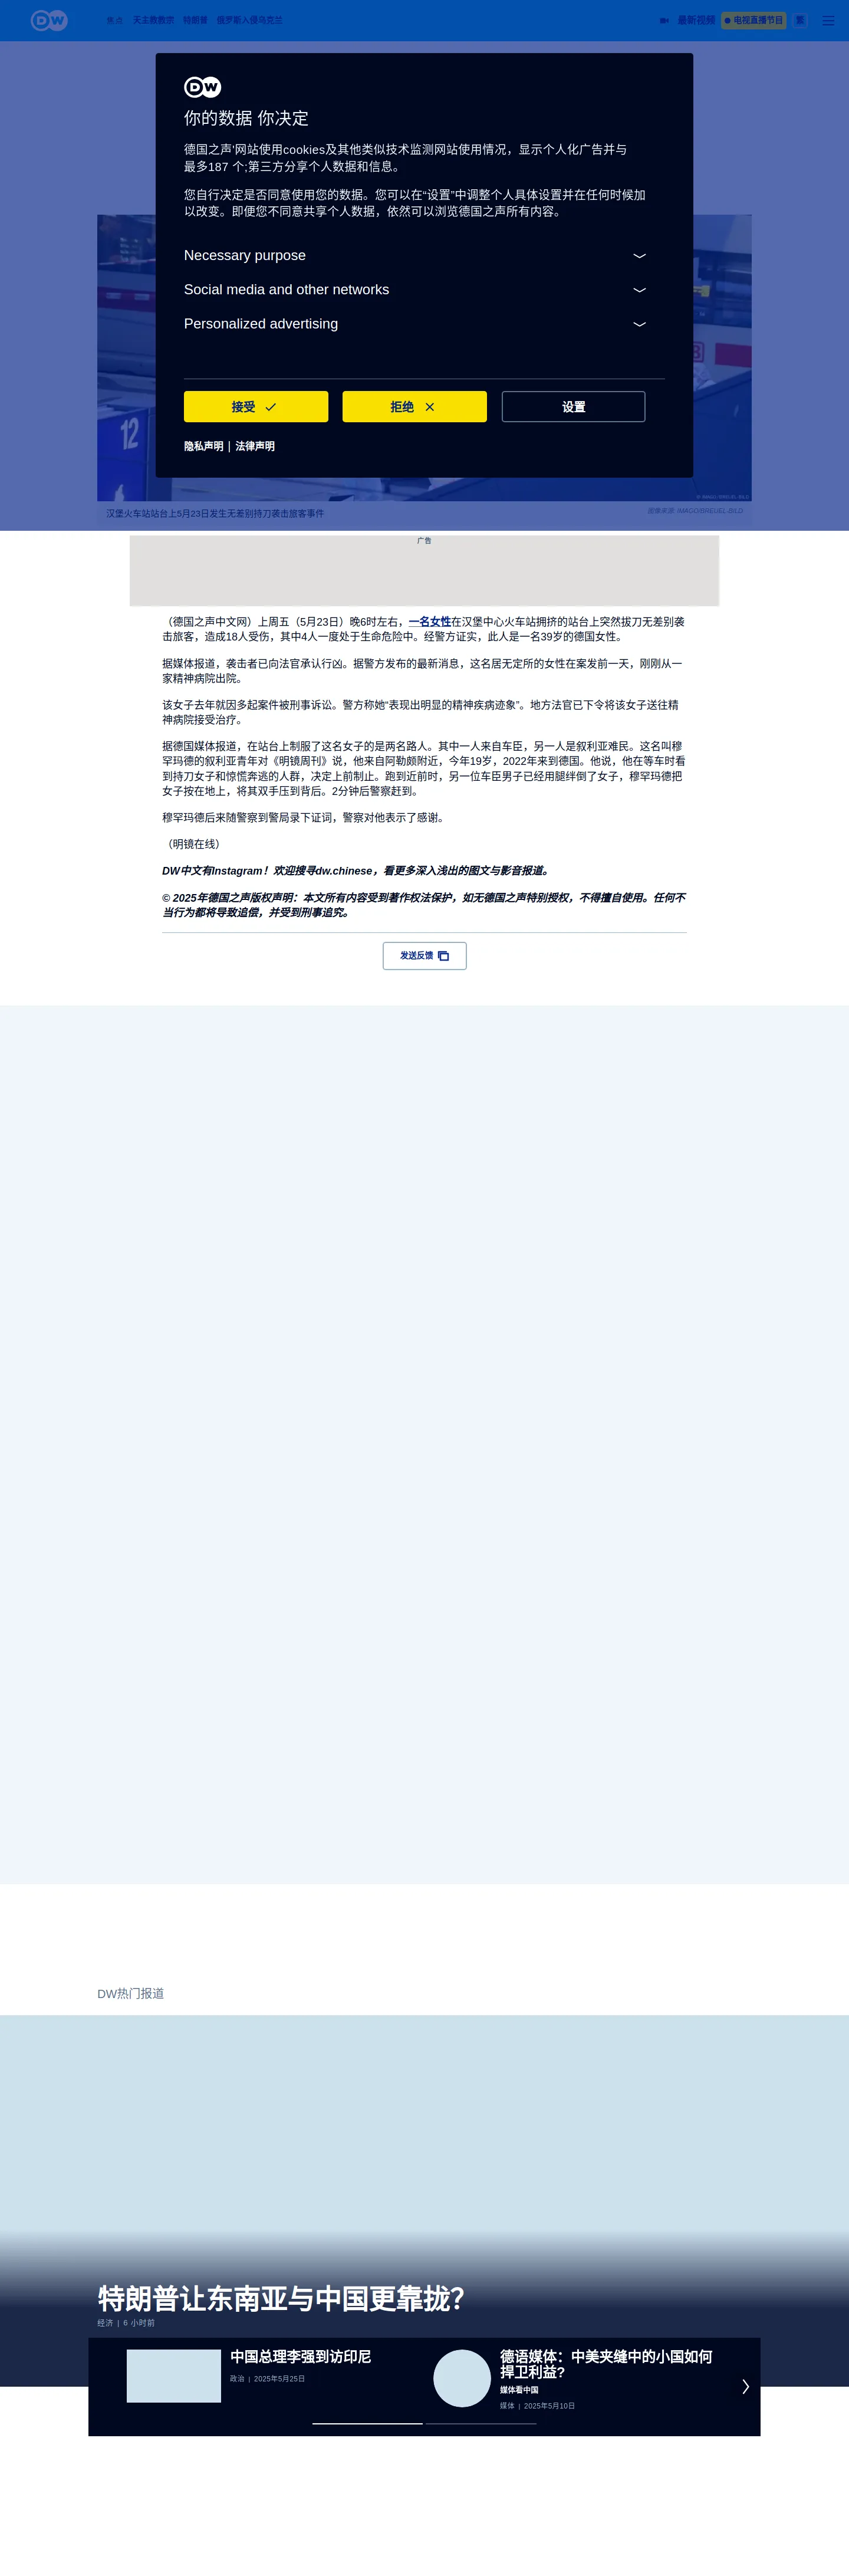 DW
焦点 天主教教宗 特朗普 俄罗斯入侵乌克兰
最新视频 电视直播节目 繁
DW
你的数据 你决定
德国之声'网站使用cookies及其他类似技术监测网站使用情况，显示个人化广告并与
最多187 个;第三方分享个人数据和信息。
您自行决定是否同意使用您的数据。您可以在“设置”中调整个人具体设置并在任何时候加
以改变。即便您不同意共享个人数据，依然可以浏览德国之声所有内容。
Necessary purpose
Social media and other networks
Personalized advertising
接受
拒绝
设置
隐私声明 | 法律声明
12
汉堡火车站站台上5月23日发生无差别持刀袭击旅客事件
图像来源: IMAGO/BREUEL-BILD
广告
（德国之声中文网）上周五（5月23日）晚6时左右，一名女性在汉堡中心火车站拥挤的站台上突然拔刀无差别袭
击旅客，造成18人受伤，其中4人一度处于生命危险中。经警方证实，此人是一名39岁的德国女性。
据媒体报道，袭击者已向法官承认行凶。据警方发布的最新消息，这名居无定所的女性在案发前一天，刚刚从一
家精神病院出院。
该女子去年就因多起案件被刑事诉讼。警方称她“表现出明显的精神疾病迹象”。地方法官已下令将该女子送往精
神病院接受治疗。
据德国媒体报道，在站台上制服了这名女子的是两名路人。其中一人来自车臣，另一人是叙利亚难民。这名叫穆
罕玛德的叙利亚青年对《明镜周刊》说，他来自阿勒颇附近，今年19岁，2022年来到德国。他说，他在等车时看
到持刀女子和惊慌奔逃的人群，决定上前制止。跑到近前时，另一位车臣男子已经用腿绊倒了女子，穆罕玛德把
女子按在地上，将其双手压到背后。2分钟后警察赶到。
穆罕玛德后来随警察到警局录下证词，警察对他表示了感谢。
（明镜在线）
DW中文有Instagram！欢迎搜寻dw.chinese，看更多深入浅出的图文与影音报道。
© 2025年德国之声版权声明：本文所有内容受到著作权法保护，如无德国之声特别授权，不得擅自使用。任何不
当行为都将导致追偿，并受到刑事追究。
发送反馈
DW热门报道
特朗普让东南亚与中国更靠拢？
经济 | 6 小时前
中国总理李强到访印尼
政治 | 2025年5月25日
德语媒体：中美夹缝中的小国如何
捍卫利益?
媒体看中国
媒体 | 2025年5月10日